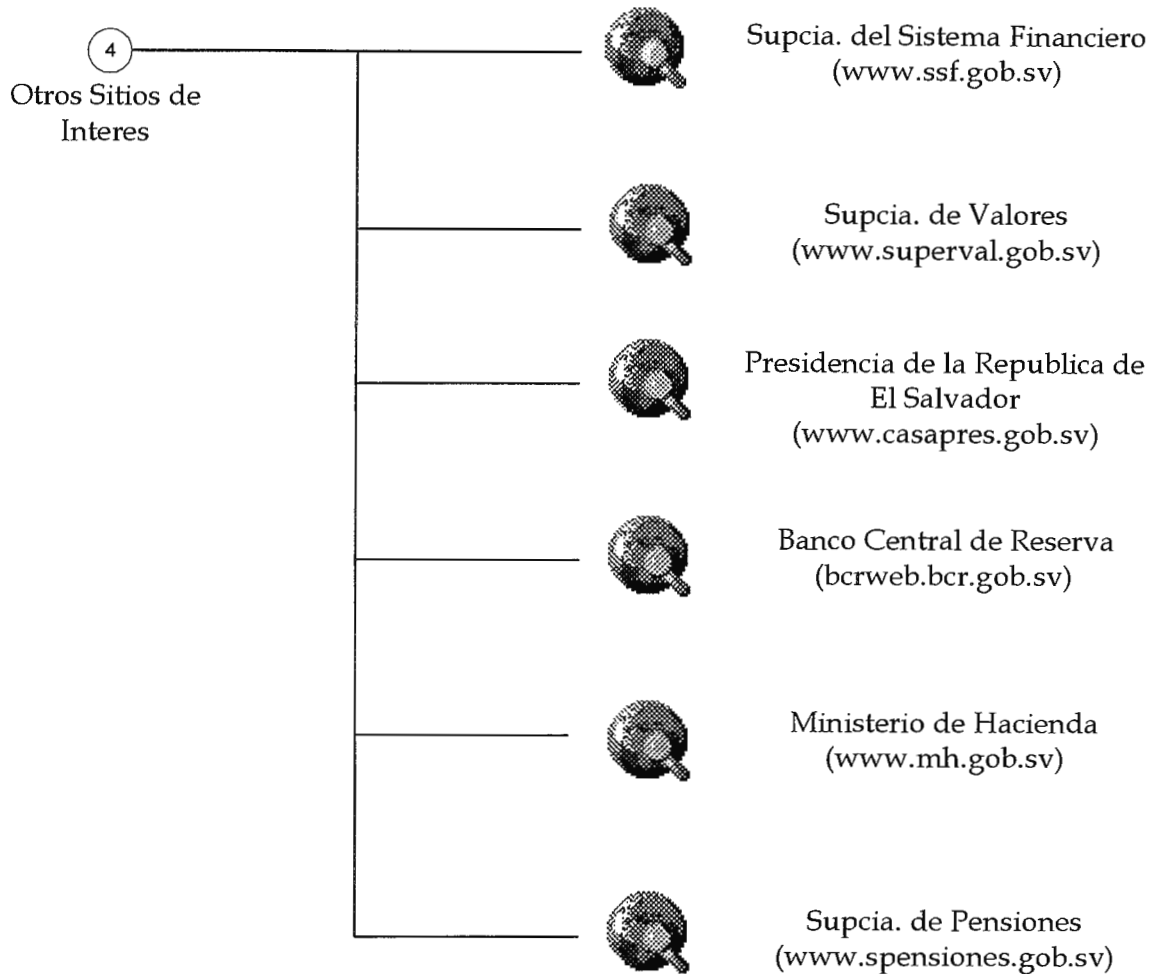 4
Otros Sitios de
Interes
Supcia. del Sistema Financiero
(www.ssf.gob.sv)
Supcia. de Valores
(www.superval.gob.sv)
Presidencia de la Republica de
El Salvador
(www.casapres.gob.sv)
Banco Central de Reserva
(bcrweb.bcr.gob.sv)
Ministerio de Hacienda
(www.mh.gob.sv)
Supcia. de Pensiones
(www.spensiones.gob.sv)